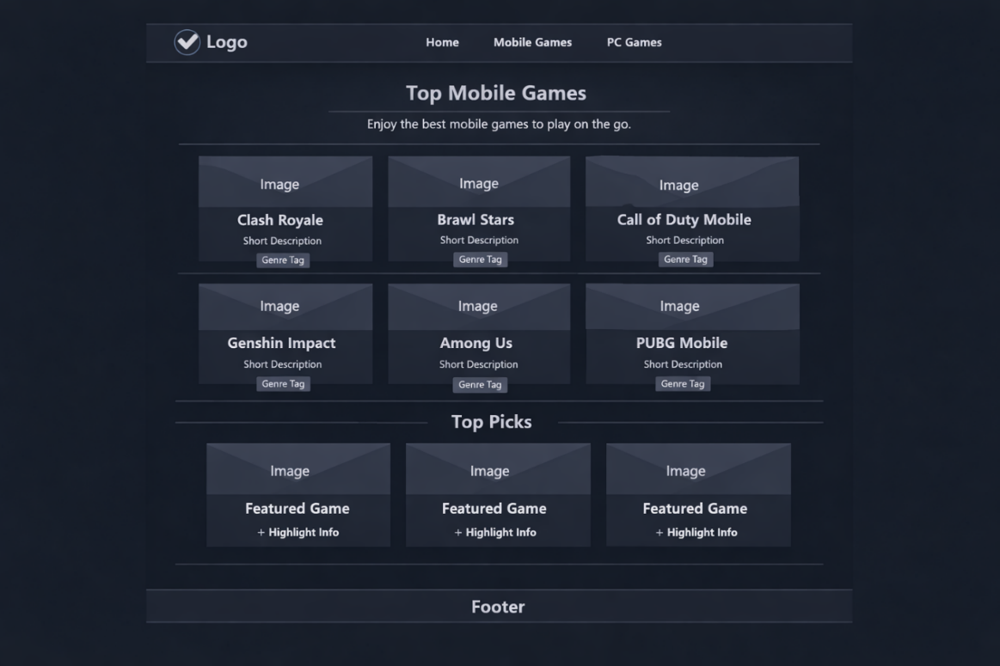 Logo
Home Mobile Games PC Games
Top Mobile Games
Enjoy the best mobile games to play on the go.
Image Image Image
Clash Royale Brawl Stars Call of Duty Mobile
Short Description Short Description Short Description
Genre Tag Genre Tag Genre Tag
Image Image Image
Genshin Impact Among Us PUBG Mobile
Short Description Short Description Short Description
Genre Tag Genre Tag Genre Tag
Top Picks
Image Image Image
Featured Game Featured Game Featured Game
+ Highlight Info + Highlight Info + Highlight Info
Footer